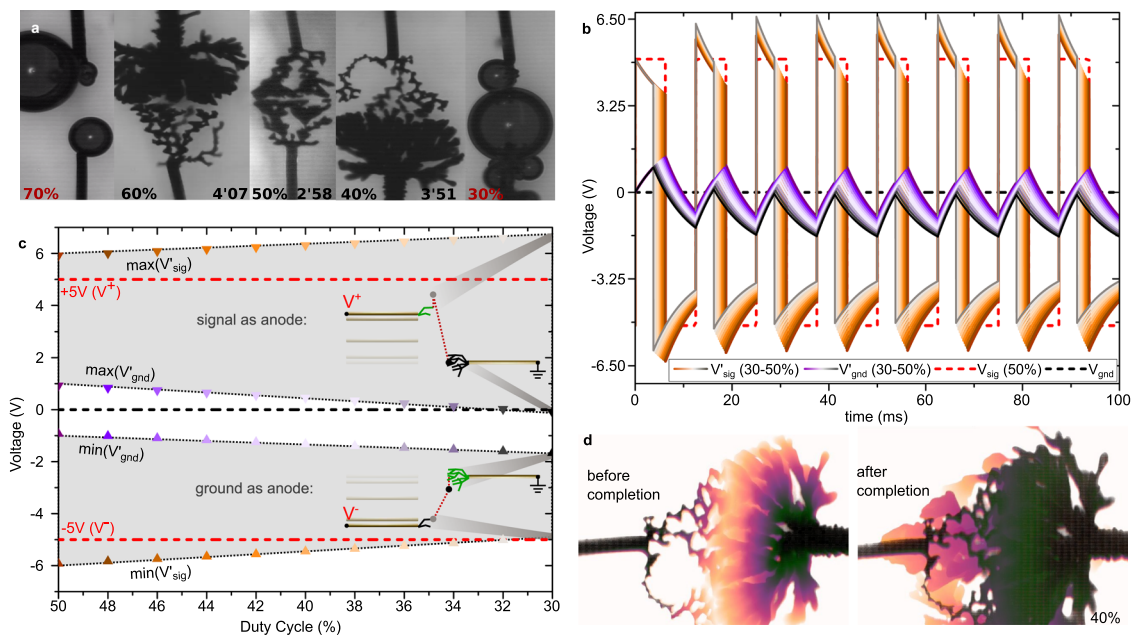 a
70%
60%
4'07
50%
2'58
40%
3'51
30%
b
6.50
3.25
0
-3.25
-6.50
Voltage (V)
V'sig (30-50%)
V'gnd (30-50%)
Vsig (50%)
Vgnd
0
20
40
60
80
100
time (ms)
c
6
4
2
0
-2
-4
-6
Voltage (V)
max(V'sig)
+5V (V+)
signal as anode:
V+
max(V'gnd)
min(V'gnd)
ground as anode:
V-
-5V (V-)
min(V'sig)
50
48
46
44
42
40
38
36
34
32
30
Duty Cycle (%)
d
before
completion
after
completion
40%